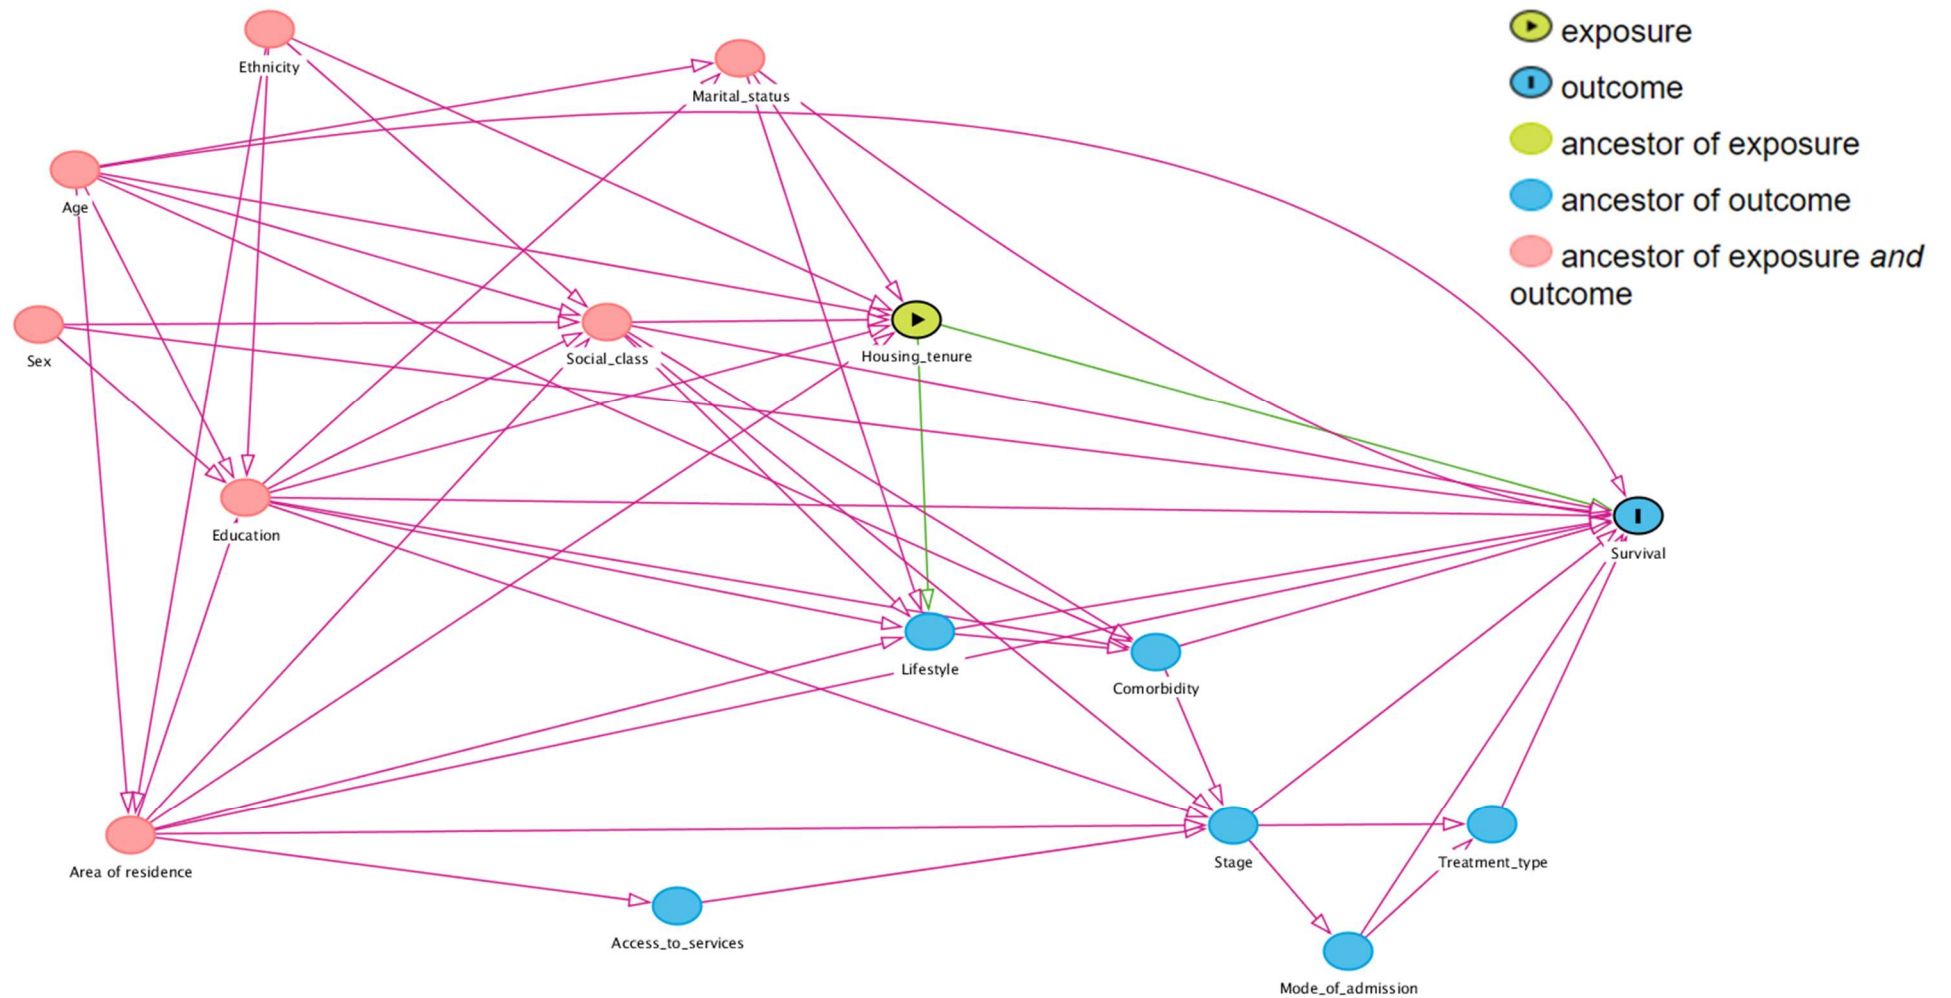 Ethnicity
Marital_status
Age
Sex
Social_class
Housing_tenure
Education
Survival
Lifestyle
Comorbidity
Area of residence
Stage
Treatment_type
Access_to_services
Mode_of_admission
exposure
outcome
ancestor of exposure
ancestor of outcome
ancestor of exposure and
outcome